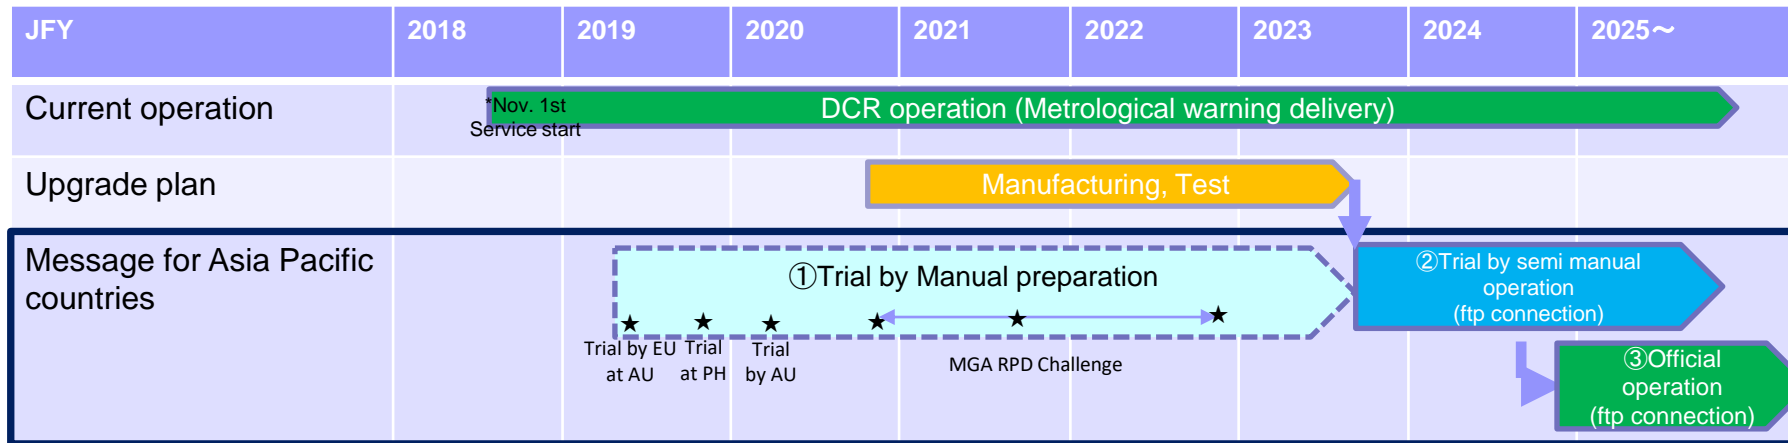 JFY 2018 2019 2020 2021 2022 2023 2024 2025～
Current operation
*Nov. 1st
Service start
DCR operation (Metrological warning delivery)
Upgrade plan
Manufacturing, Test
Message for Asia Pacific
countries
①Trial by Manual preparation
★ ★ ★ ★ ★ ★
Trial by EU
at AU
Trial
at PH
Trial
by AU
MGA RPD Challenge
②Trial by semi manual
operation
(ftp connection)
③Official
operation
(ftp connection)